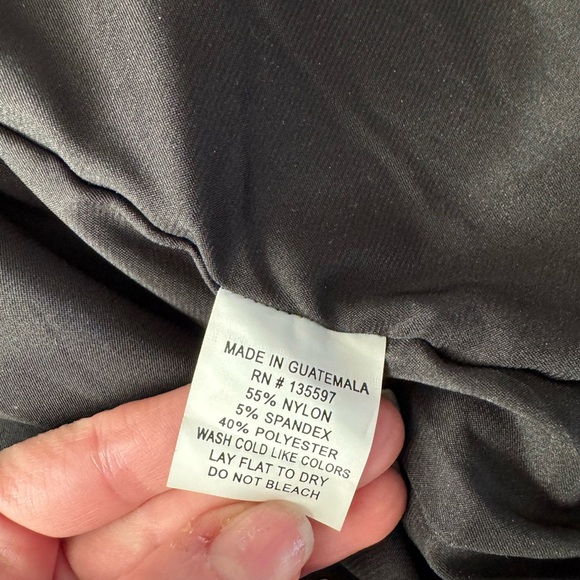 MADE IN GUATEMALA
RN # 135597
55% NYLON
5% SPANDEX
40% POLYESTER
WASH COLD LIKE COLORS
LAY FLAT TO DRY
DO NOT BLEACH